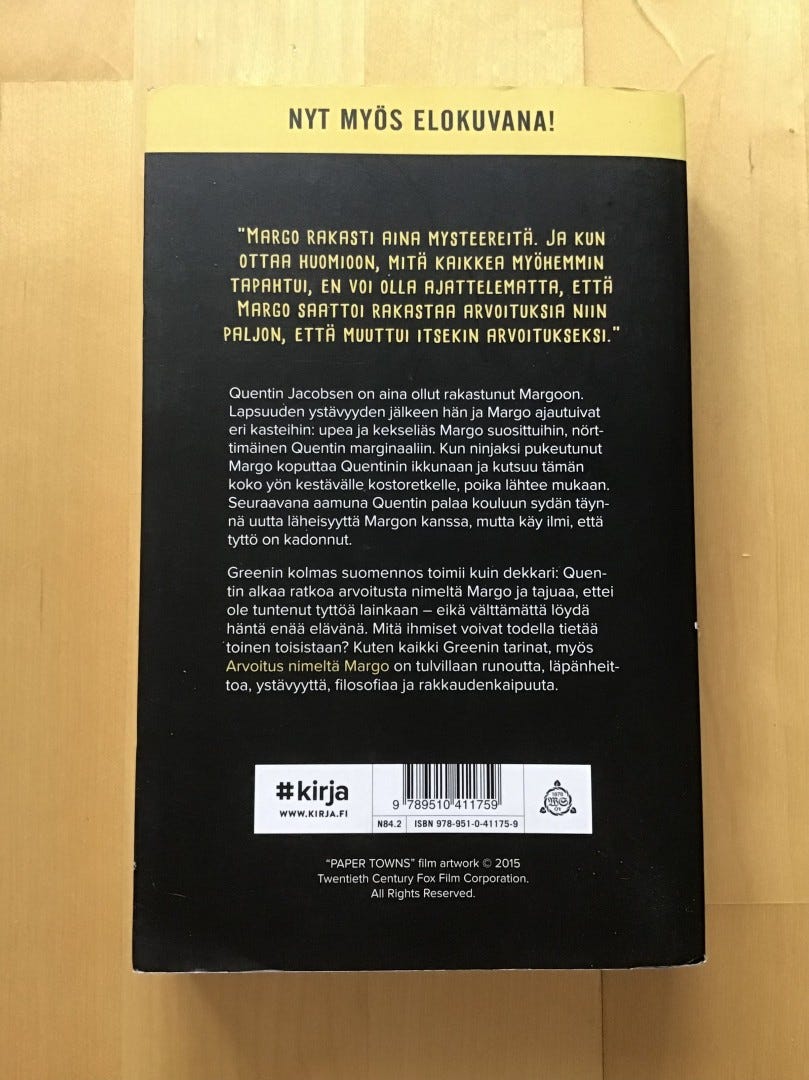 NYT MYÖS ELOKUVANA!
"MARGO RAKASTI AINA MYSTEEREITÄ. JA KUN
OTTAA HUOMIOON, MITÄ KAIKKEA MYÖHEMMIN
TAPAHTUI, EN VOI OLLA AJATTELEMATTA, ETTÄ
MARGO SAATTOI RAKASTAA ARVOITUKSIA NIIN
PALJON, ETTÄ MUUTTUI ITSEKIN ARVOITUKSEKSI."
Quentin Jacobsen on aina ollut rakastunut Margoon.
Lapsuuden ystävyyden jälkeen hän ja Margo ajautuivat
eri kasteihin: upea ja kekseliäs Margo suosittuihin, nört-
timäinen Quentin marginaaliin. Kun ninjaksi pukeutunut
Margo koputtaa Quentinin ikkunaan ja kutsuu tämän
koko yön kestävälle kostoretkelle, poika lähtee mukaan.
Seuraavana aamuna Quentin palaa kouluun sydän täyn-
nä uutta läheisyyttä Margon kanssa, mutta käy ilmi, että
tyttö on kadonnut.
Greenin kolmas suomennos toimii kuin dekkari: Quen-
tin alkaa ratkoa arvoitusta nimeltä Margo ja tajuaa, ettei
ole tuntenut tyttöä lainkaan – eikä välttämättä löydä
häntä enää elävänä. Mitä ihmiset voivat todella tietää
toinen toisistaan? Kuten kaikki Greenin tarinat, myös
Arvoitus nimeltä Margo on tulvillaan runoutta, läpänheit-
toa, ystävyyttä, filosofiaa ja rakkaudenkaipuuta.
#kirja
WWW.KIRJA.FI
9 789510 411759
N84.2 ISBN 978-951-0-41175-9
1878
WS
OY
"PAPER TOWNS" film artwork © 2015
Twentieth Century Fox Film Corporation.
All Rights Reserved.